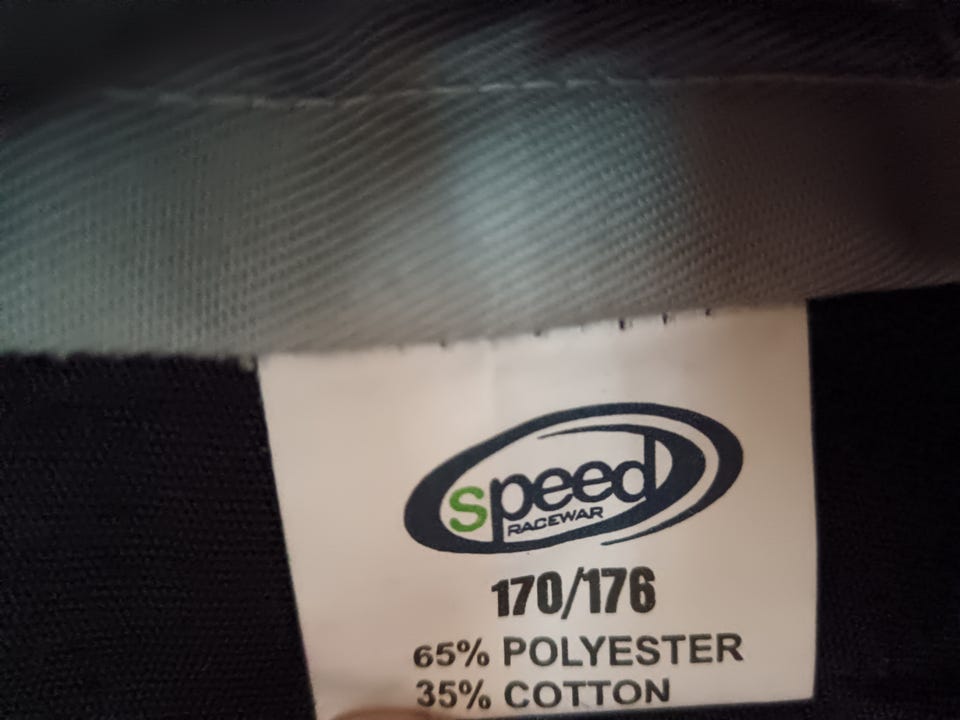 speed
RACEWAR
170/176
65% POLYESTER
35% COTTON